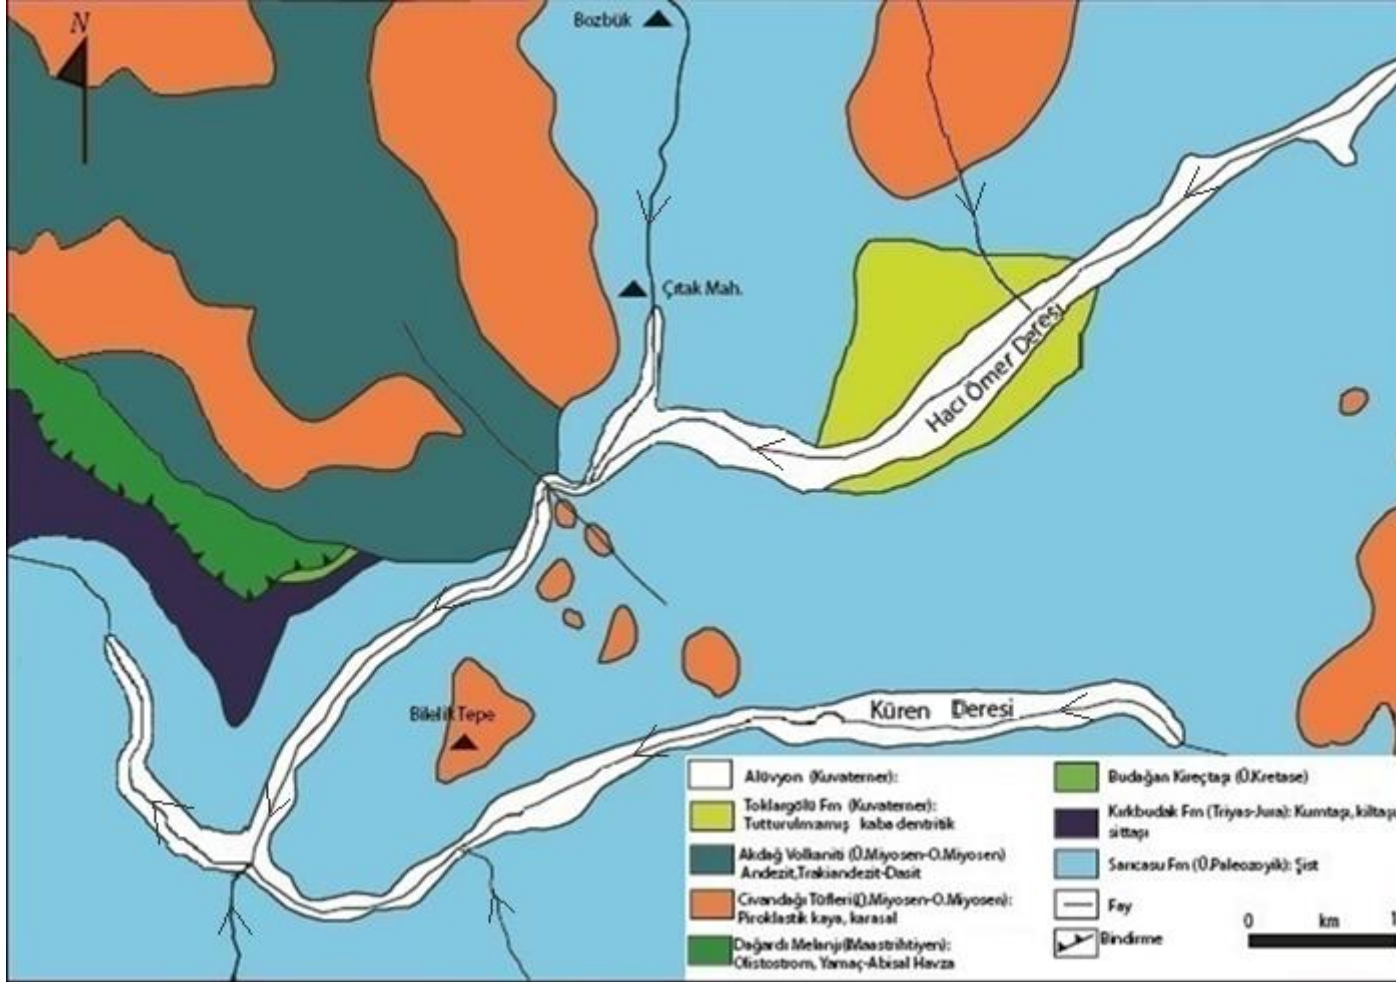 N
Bozbük
Çıtak Mah.
Hacı Ömer Deresi
Bilelik Tepe
Küren Deresi
Alüvyon (Kuvaterner):
Toklargölü Fm (Kuvaterner):
Tutturulmamış kaba dentritik
Akdağ Volkaniti (Ü.Miyosen-O.Miyosen)
Andezit,Trakiandezit-Dasit
Civandağı Tüfleri(Ü.Miyosen-O.Miyosen):
Piroklastik kaya, karasal
Dağardı Melanjı(Maastrihtiyen):
Olistostrom, Yamaç-Abisal Havza
Budağan Kireçtaşı (Ü.Kretase)
Kırkbudak Fm (Triyas-Jura): Kumtaşı, kiltaşı
siltaşı
Sarıcasu Fm (Ü.Paleozoyik): Şist
Fay
Bindirme
0 km 1